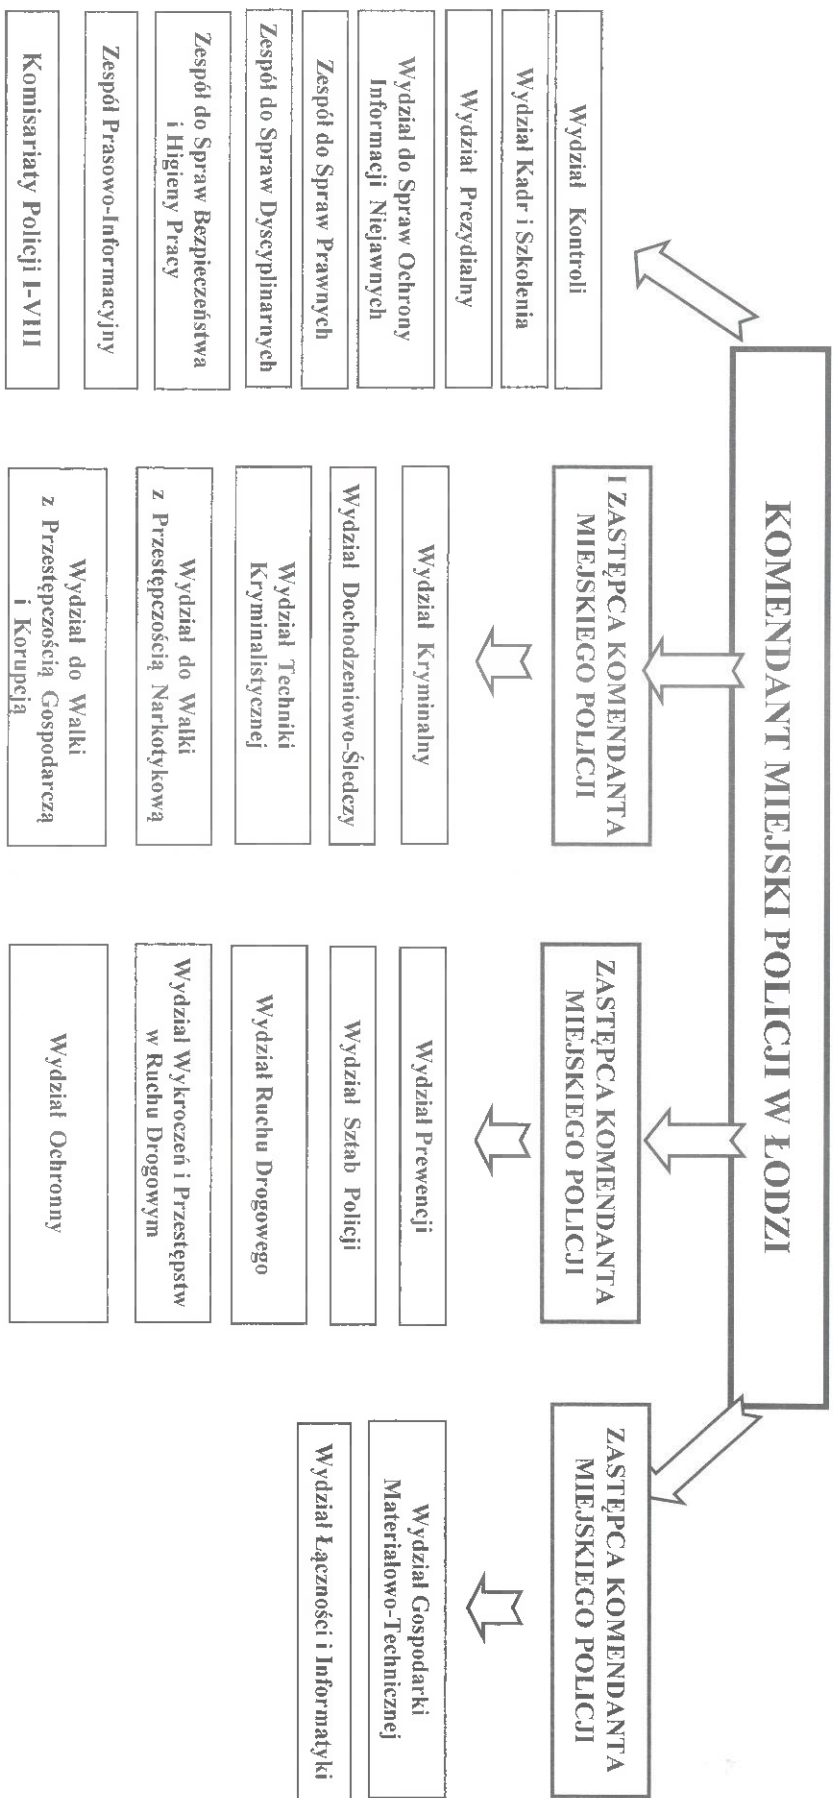 KOMENDANT MIEJSKI POLICJI W ŁODZI
Wydział Kontroli
Wydział Kadr i Szkolenia
Wydział Prezydialny
Wydział do Spraw Ochrony
Informacji Niejawnych
Zespół do Spraw Prawnych
Zespół do Spraw Dyscyplinarnych
Zespół do Spraw Bezpieczeństwa
i Higieny Pracy
Zespół Prasowo-Informacyjny
Komisariaty Policji I-VIII
I ZASTĘPCA KOMENDANTA
MIEJSKIEGO POLICJI
Wydział Kryminalny
Wydział Dochodzeniowo-Śledczy
Wydział Techniki
Kryminalistycznej
Wydział do Walki
z Przestępczością Narkotykową
Wydział do Walki
z Przestępczością Gospodarczą
i Korupcją
ZASTĘPCA KOMENDANTA
MIEJSKIEGO POLICJI
Wydział Prewencji
Wydział Sztab Policji
Wydział Ruchu Drogowego
Wydział Wykroczeń i Przestępstw
w Ruchu Drogowym
Wydział Ochronny
ZASTĘPCA KOMENDANTA
MIEJSKIEGO POLICJI
Wydział Gospodarki
Materiałowo-Technicznej
Wydział Łączności i Informatyki